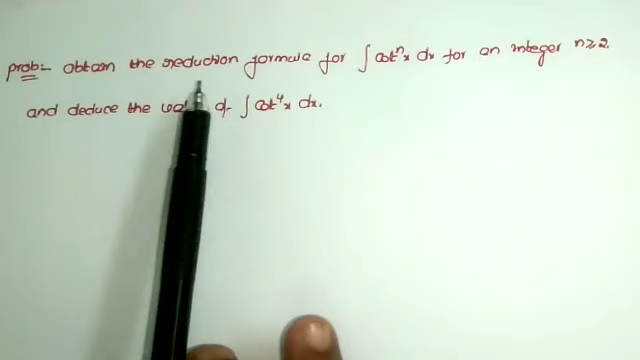 prob:- obtain the reduction formula for ∫ cotⁿx dx for an integer n≥2
and deduce the of ∫ cot⁴x dx.